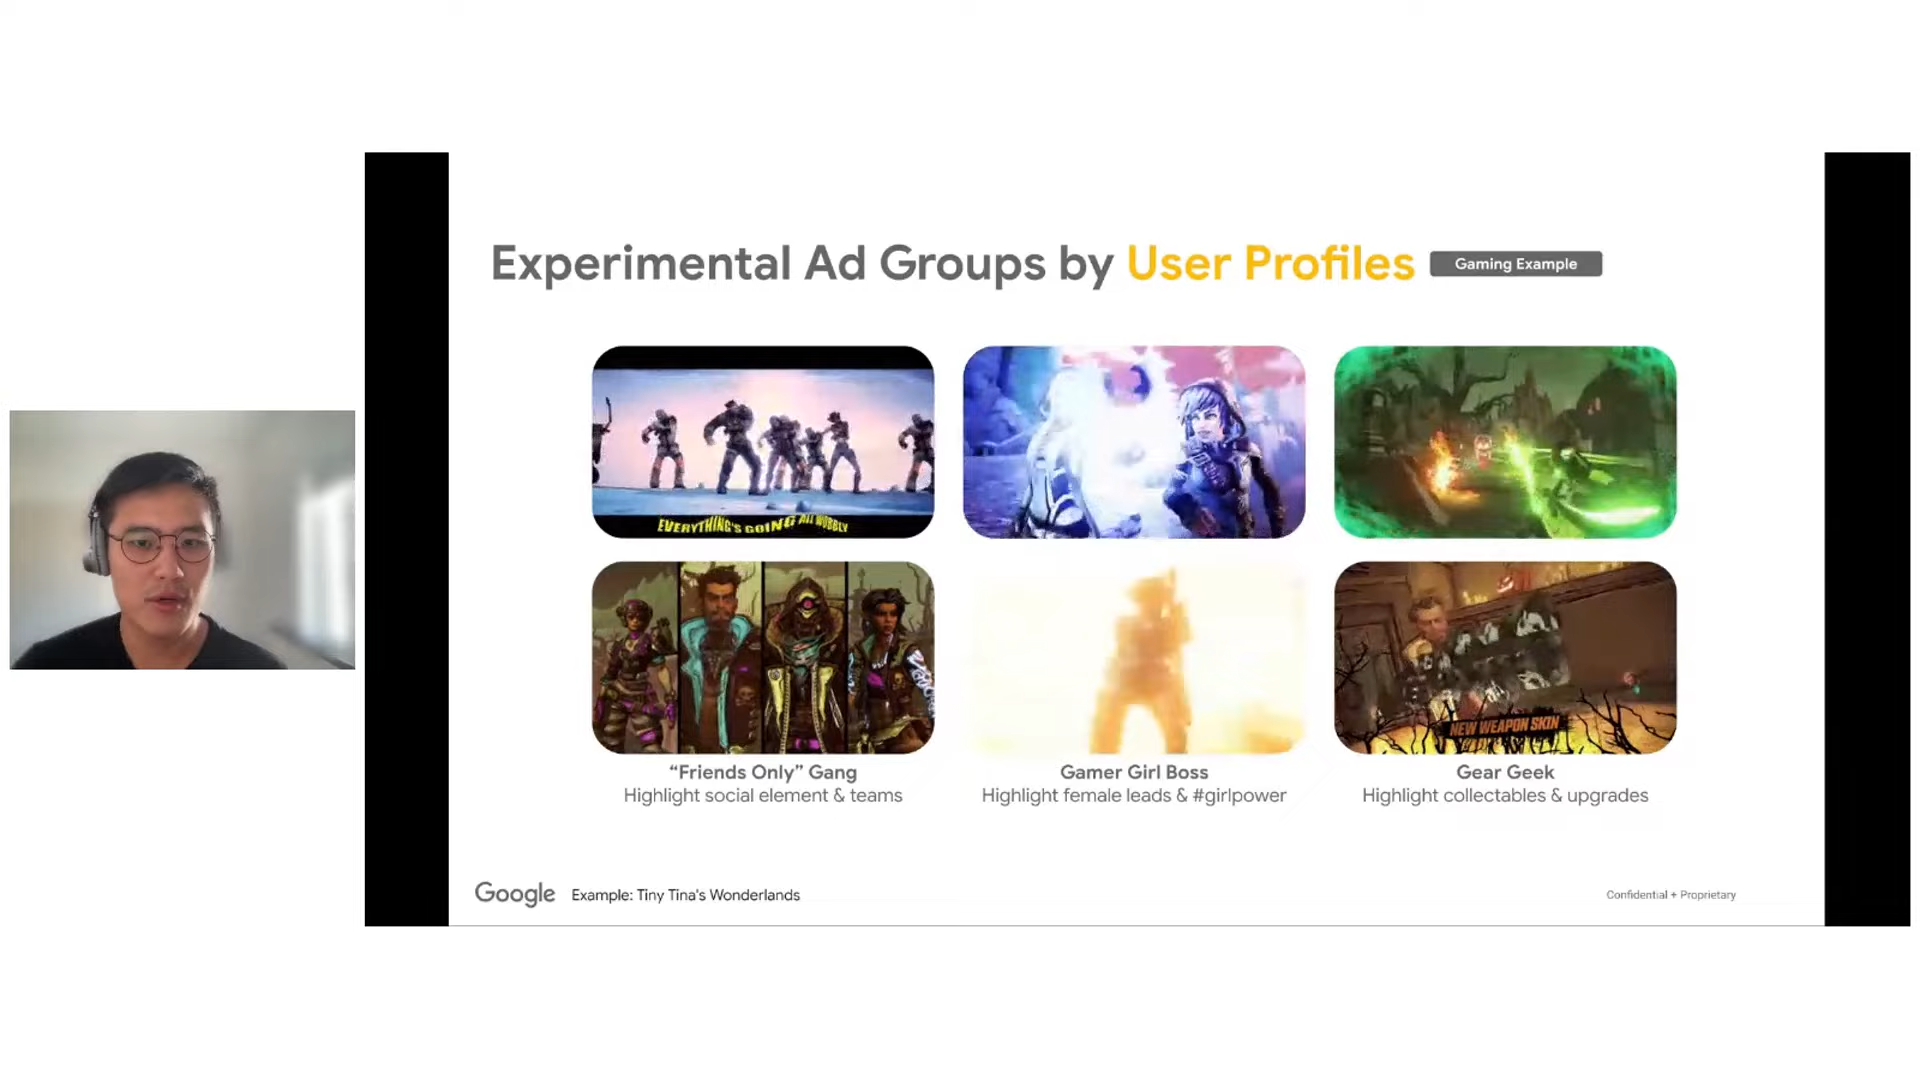 Experimental Ad Groups by User Profiles
Gaming Example
EVERYTHING'S GOING ALL WOBBLY
NEW WEAPON SKIN
“Friends Only” Gang
Highlight social element & teams
Gamer Girl Boss
Highlight female leads & #girlpower
Gear Geek
Highlight collectables & upgrades
Google
Example: Tiny Tina's Wonderlands
Confidential + Proprietary